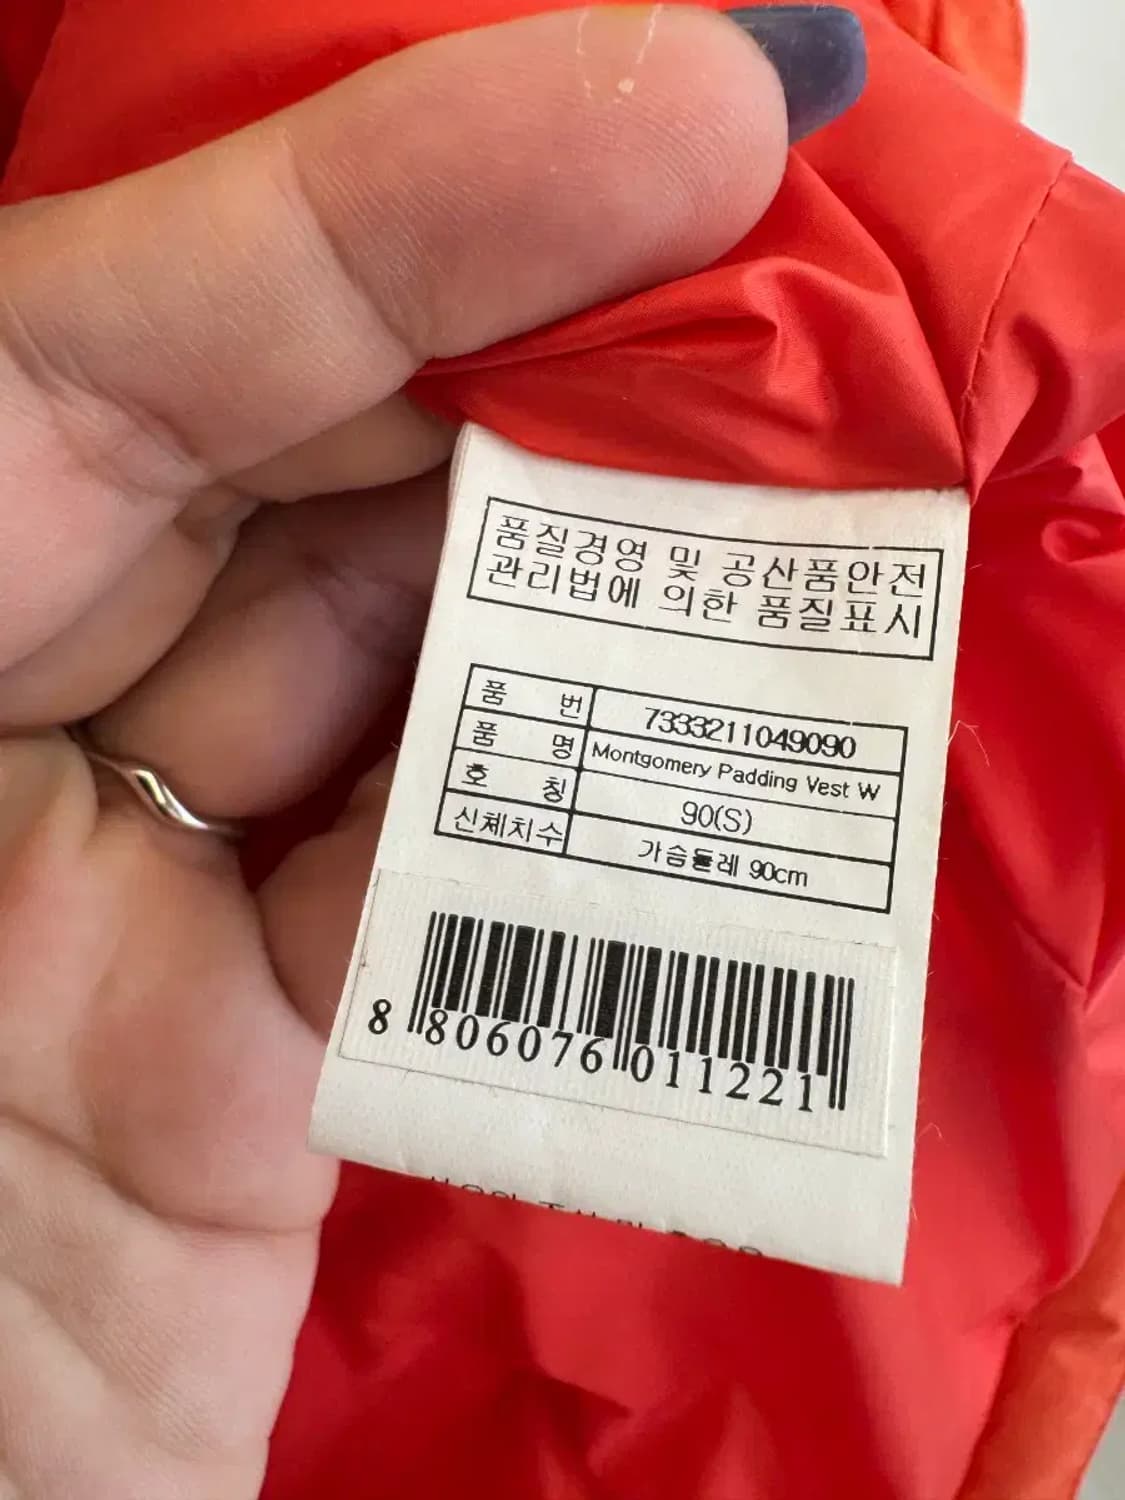 품질경영 및 공산품안전
관리법에 의한 품질표시
품 번 7333211049090
품 명 Montgomery Padding Vest W
호 칭 90(S)
신체치수 가슴둘레 90cm
8 806076 011221